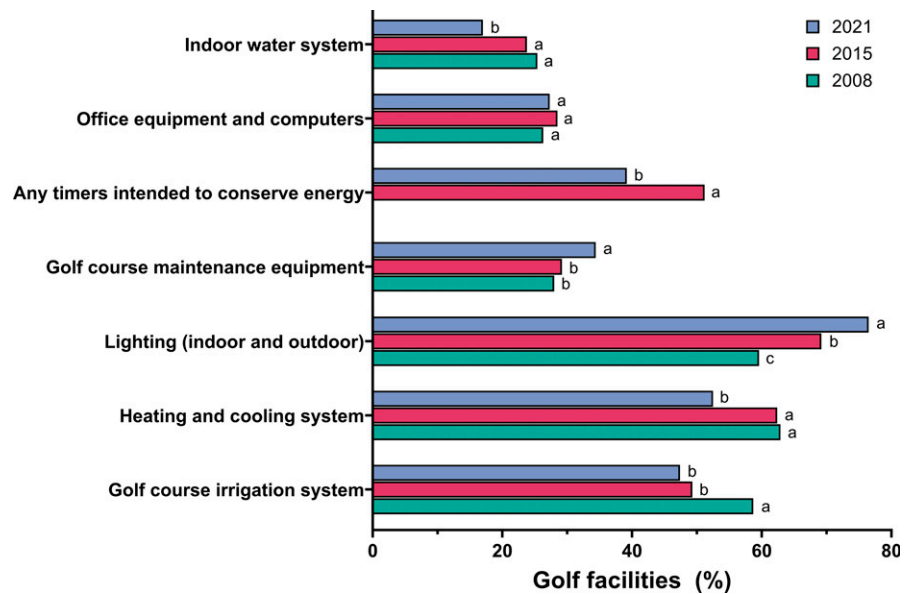 2021
2015
2008
Indoor water system
b
a
a
Office equipment and computers
a
a
a
Any timers intended to conserve energy
b
a
Golf course maintenance equipment
a
b
b
Lighting (indoor and outdoor)
a
b
c
Heating and cooling system
b
a
a
Golf course irrigation system
b
b
a
0 20 40 60 80
Golf facilities (%)